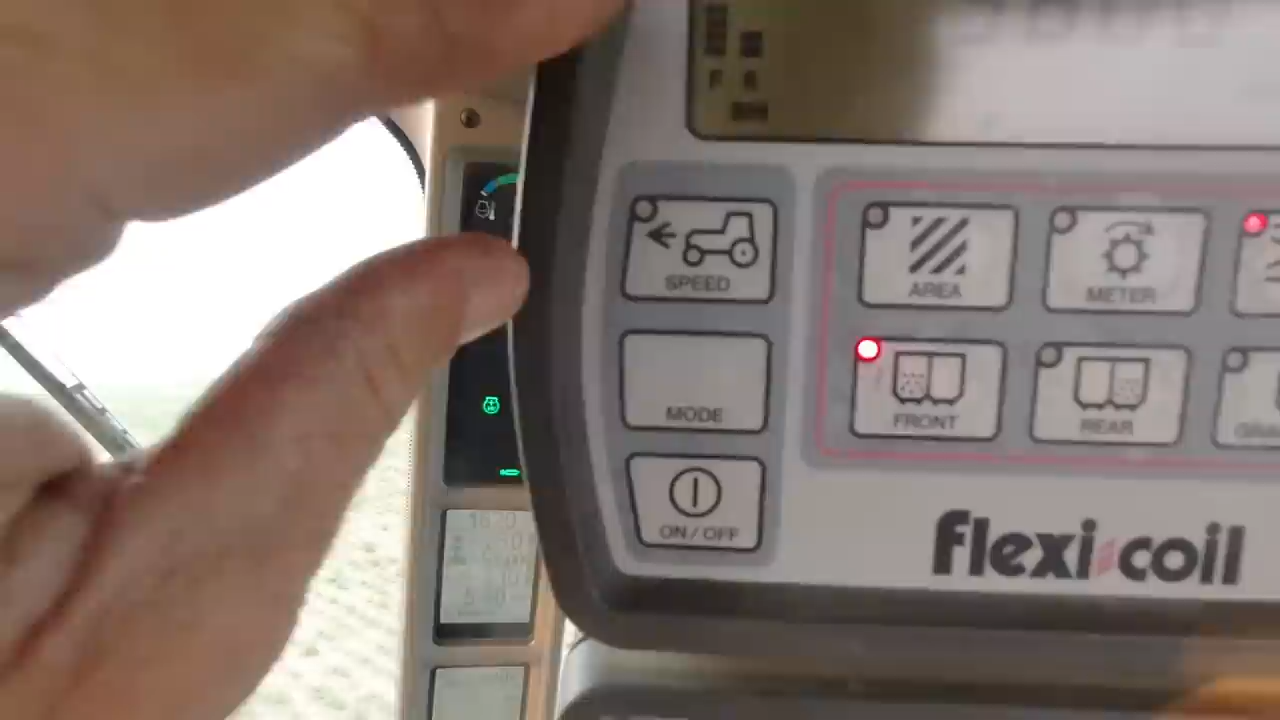 F R
SPEED
AREA
METER
MODE
FRONT
REAR
ON / OFF
flexi-coil